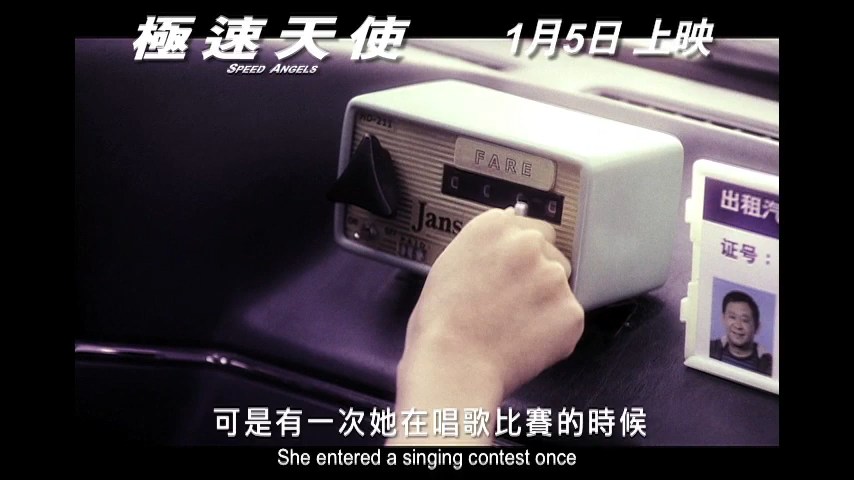 極速天使
SPEED ANGELS
1月5日 上映
FARE
Jans
出租汽
证号：
可是有一次她在唱歌比賽的時候
She entered a singing contest once